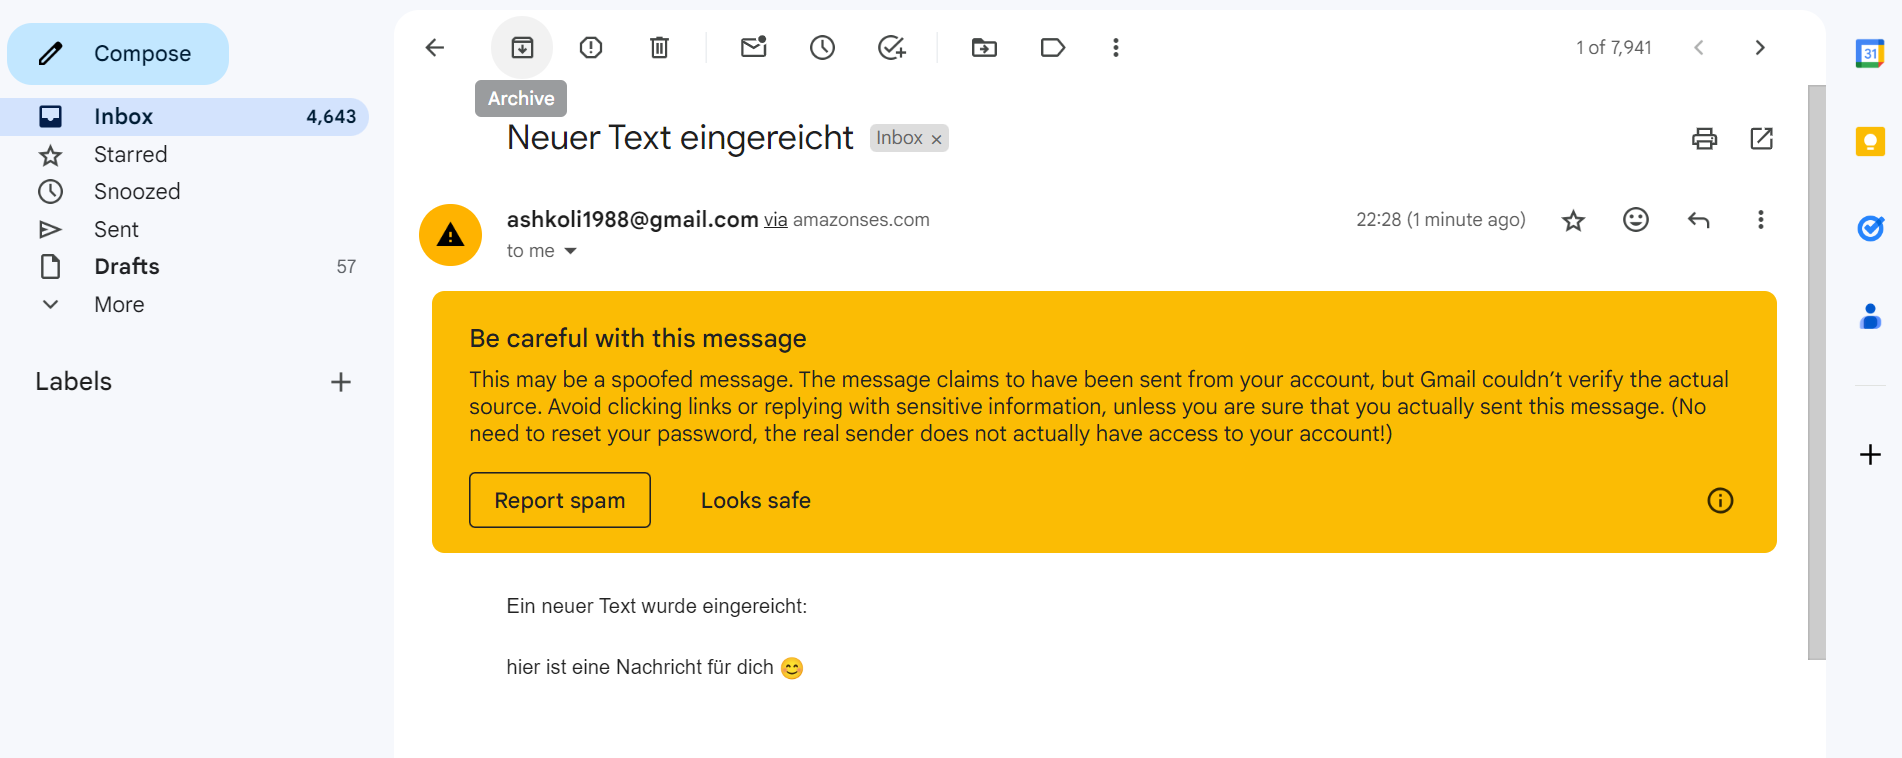 Compose
Inbox 4,643
Starred
Snoozed
Sent
Drafts 57
More
Labels
1 of 7,941
Archive
Neuer Text eingereicht Inbox ×
ashkoli1988@gmail.com via amazonses.com 22:28 (1 minute ago)
to me
Be careful with this message
This may be a spoofed message. The message claims to have been sent from your account, but Gmail couldn’t verify the actual
source. Avoid clicking links or replying with sensitive information, unless you are sure that you actually sent this message. (No
need to reset your password, the real sender does not actually have access to your account!)
Report spam Looks safe
Ein neuer Text wurde eingereicht:
hier ist eine Nachricht für dich 😊
31